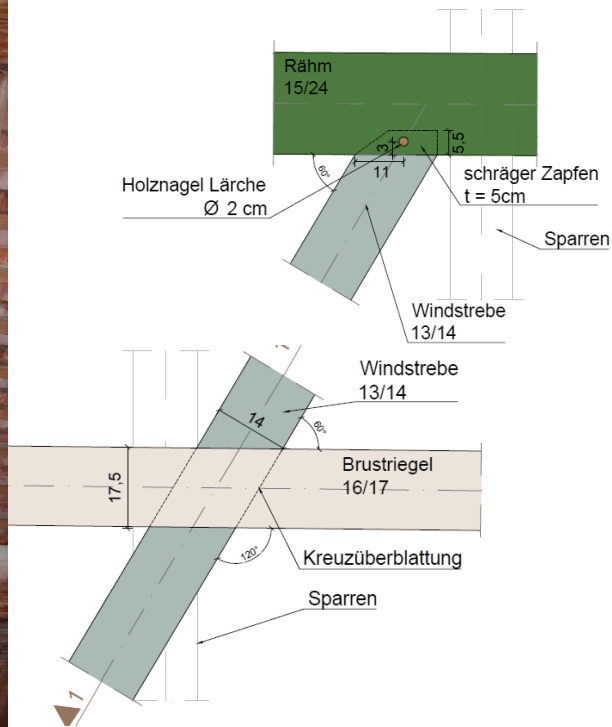 Rähm
15/24
3
5,5
11
60°
Holznagel Lärche
Ø 2 cm
schräger Zapfen
t = 5cm
Sparren
Windstrebe
13/14
Windstrebe
13/14
14
60°
Brustriegel
16/17
17,5
120°
Kreuzüberblattung
Sparren
1